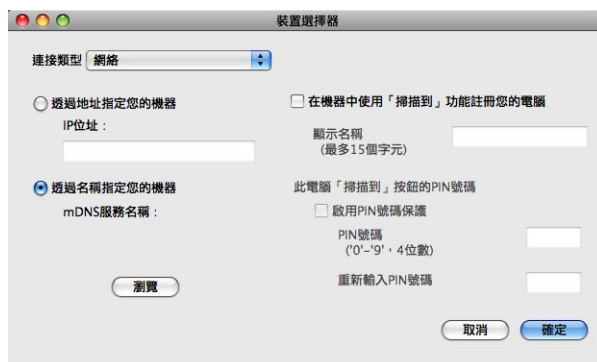 裝置選擇器
連接類型 網絡
透過地址指定您的機器
IP位址：
透過名稱指定您的機器
mDNS服務名稱：
瀏覽
在機器中使用「掃描到」功能註冊您的電腦
顯示名稱
(最多15個字元)
此電腦「掃描到」按鈕的PIN號碼
啟用PIN號碼保護
PIN號碼
('0'-'9'，4位數)
重新輸入PIN號碼
取消 確定